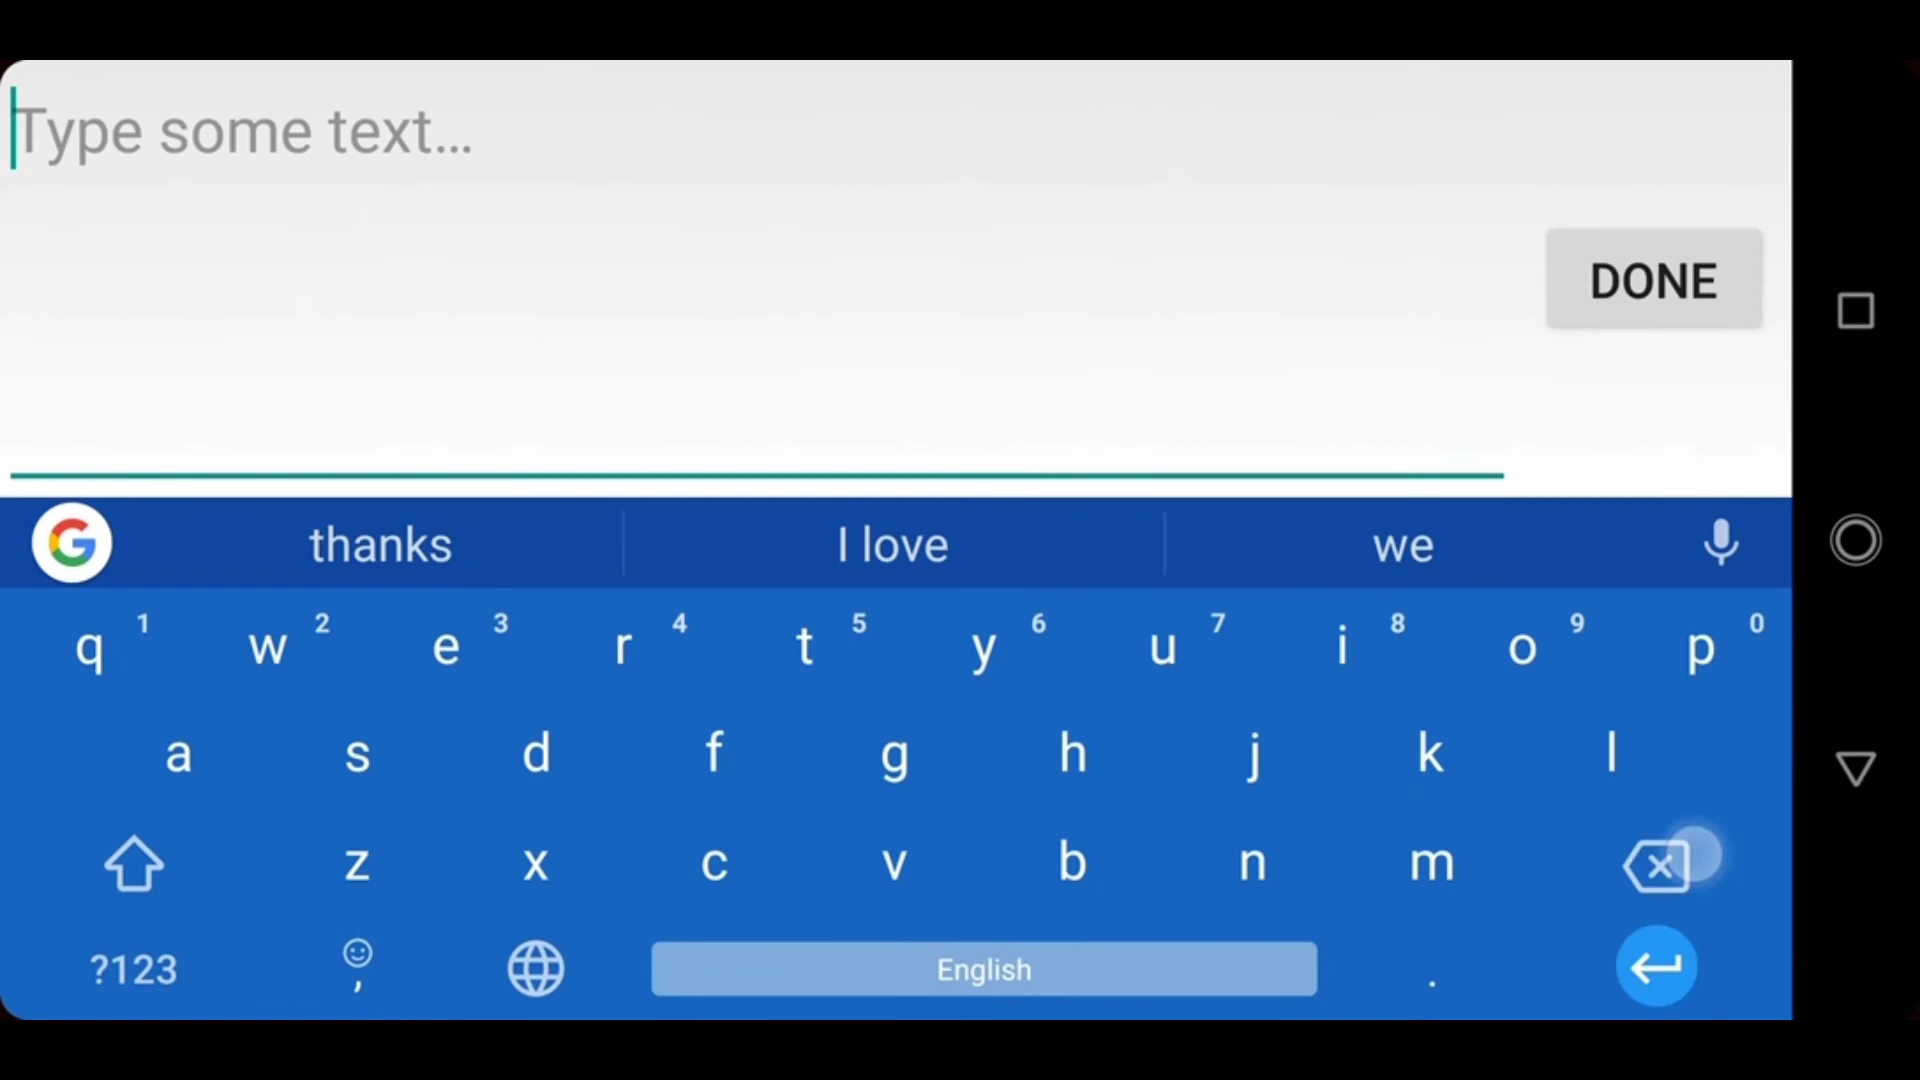 Type some text...
DONE
thanks I love we
q 1 w 2 e 3 r 4 t 5 y 6 u 7 i 8 o 9 p 0
a s d f g h j k l
z x c v b n m
?123 , English .